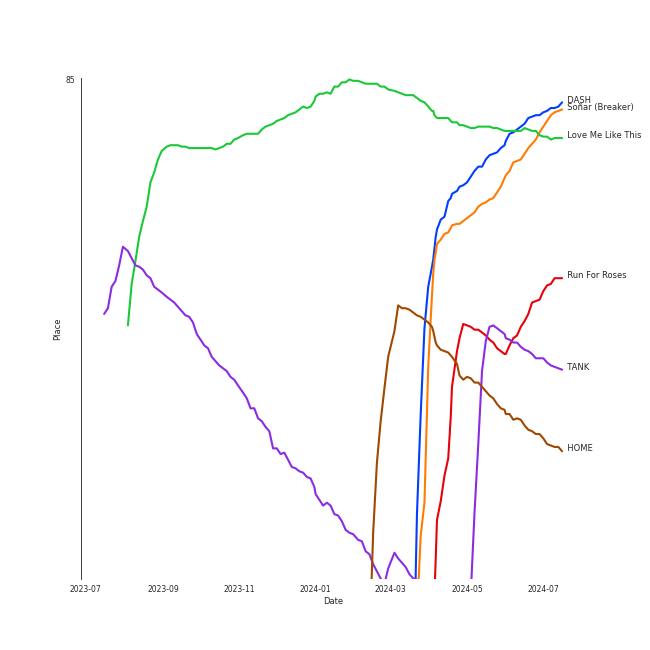 85
DASH
Sonar (Breaker)
Love Me Like This
Run For Roses
Place
TANK
HOME
2023-07 2023-09 2023-11 2024-01 2024-03 2024-05 2024-07
Date